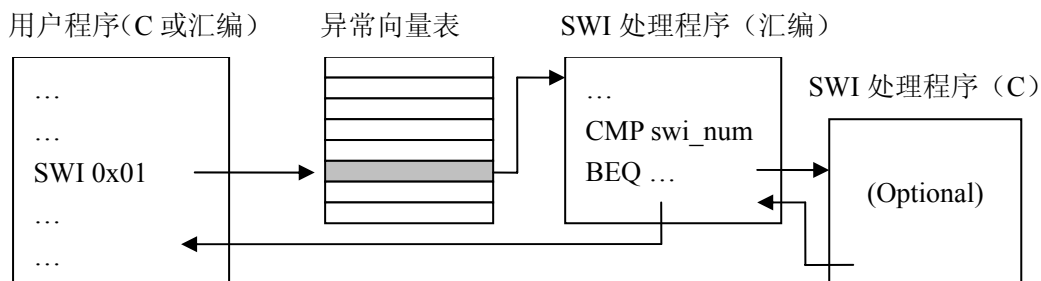 用户程序（C 或汇编）
异常向量表
SWI 处理程序（汇编）
SWI 处理程序（C）
…
…
SWI 0x01
…
…
…
CMP swi_num
BEQ …
(Optional)